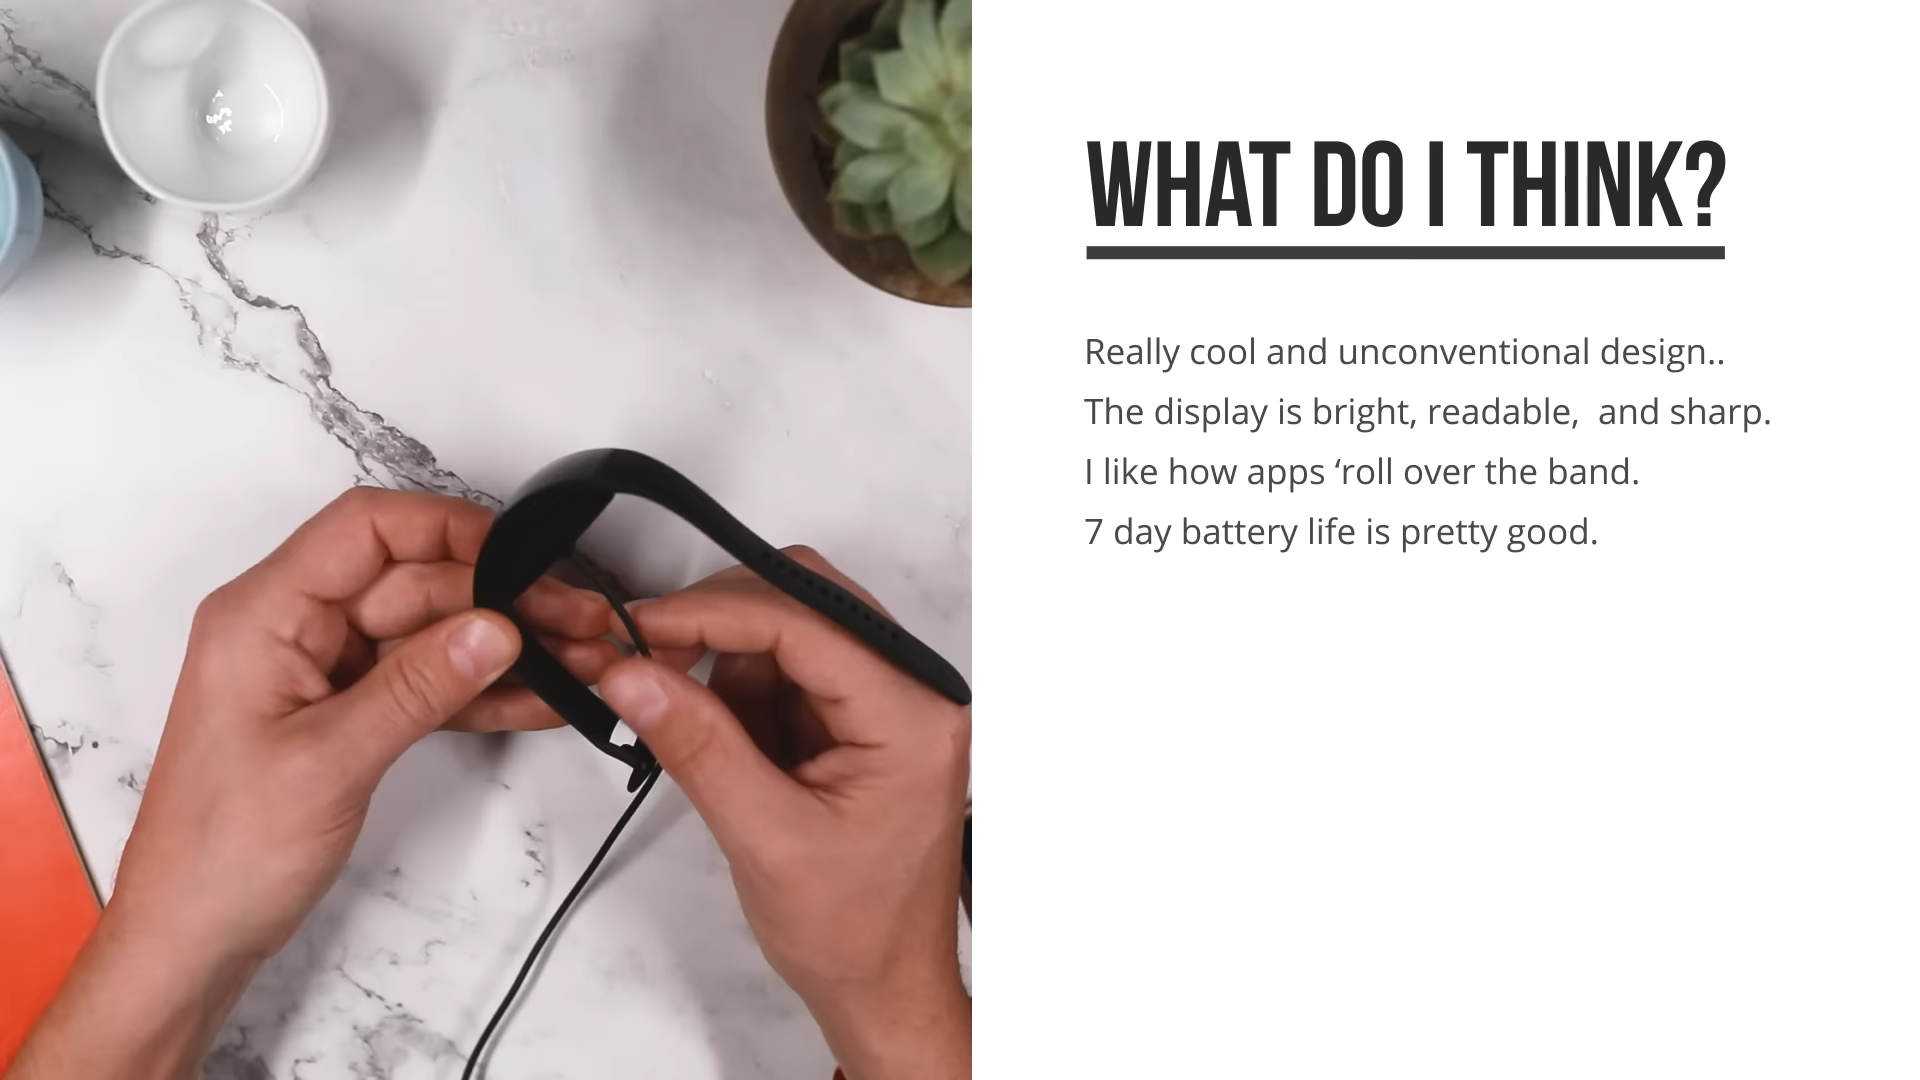 WHAT DO I THINK?
Really cool and unconventional design..
The display is bright, readable,  and sharp.
I like how apps ‘roll over the band.
7 day battery life is pretty good.